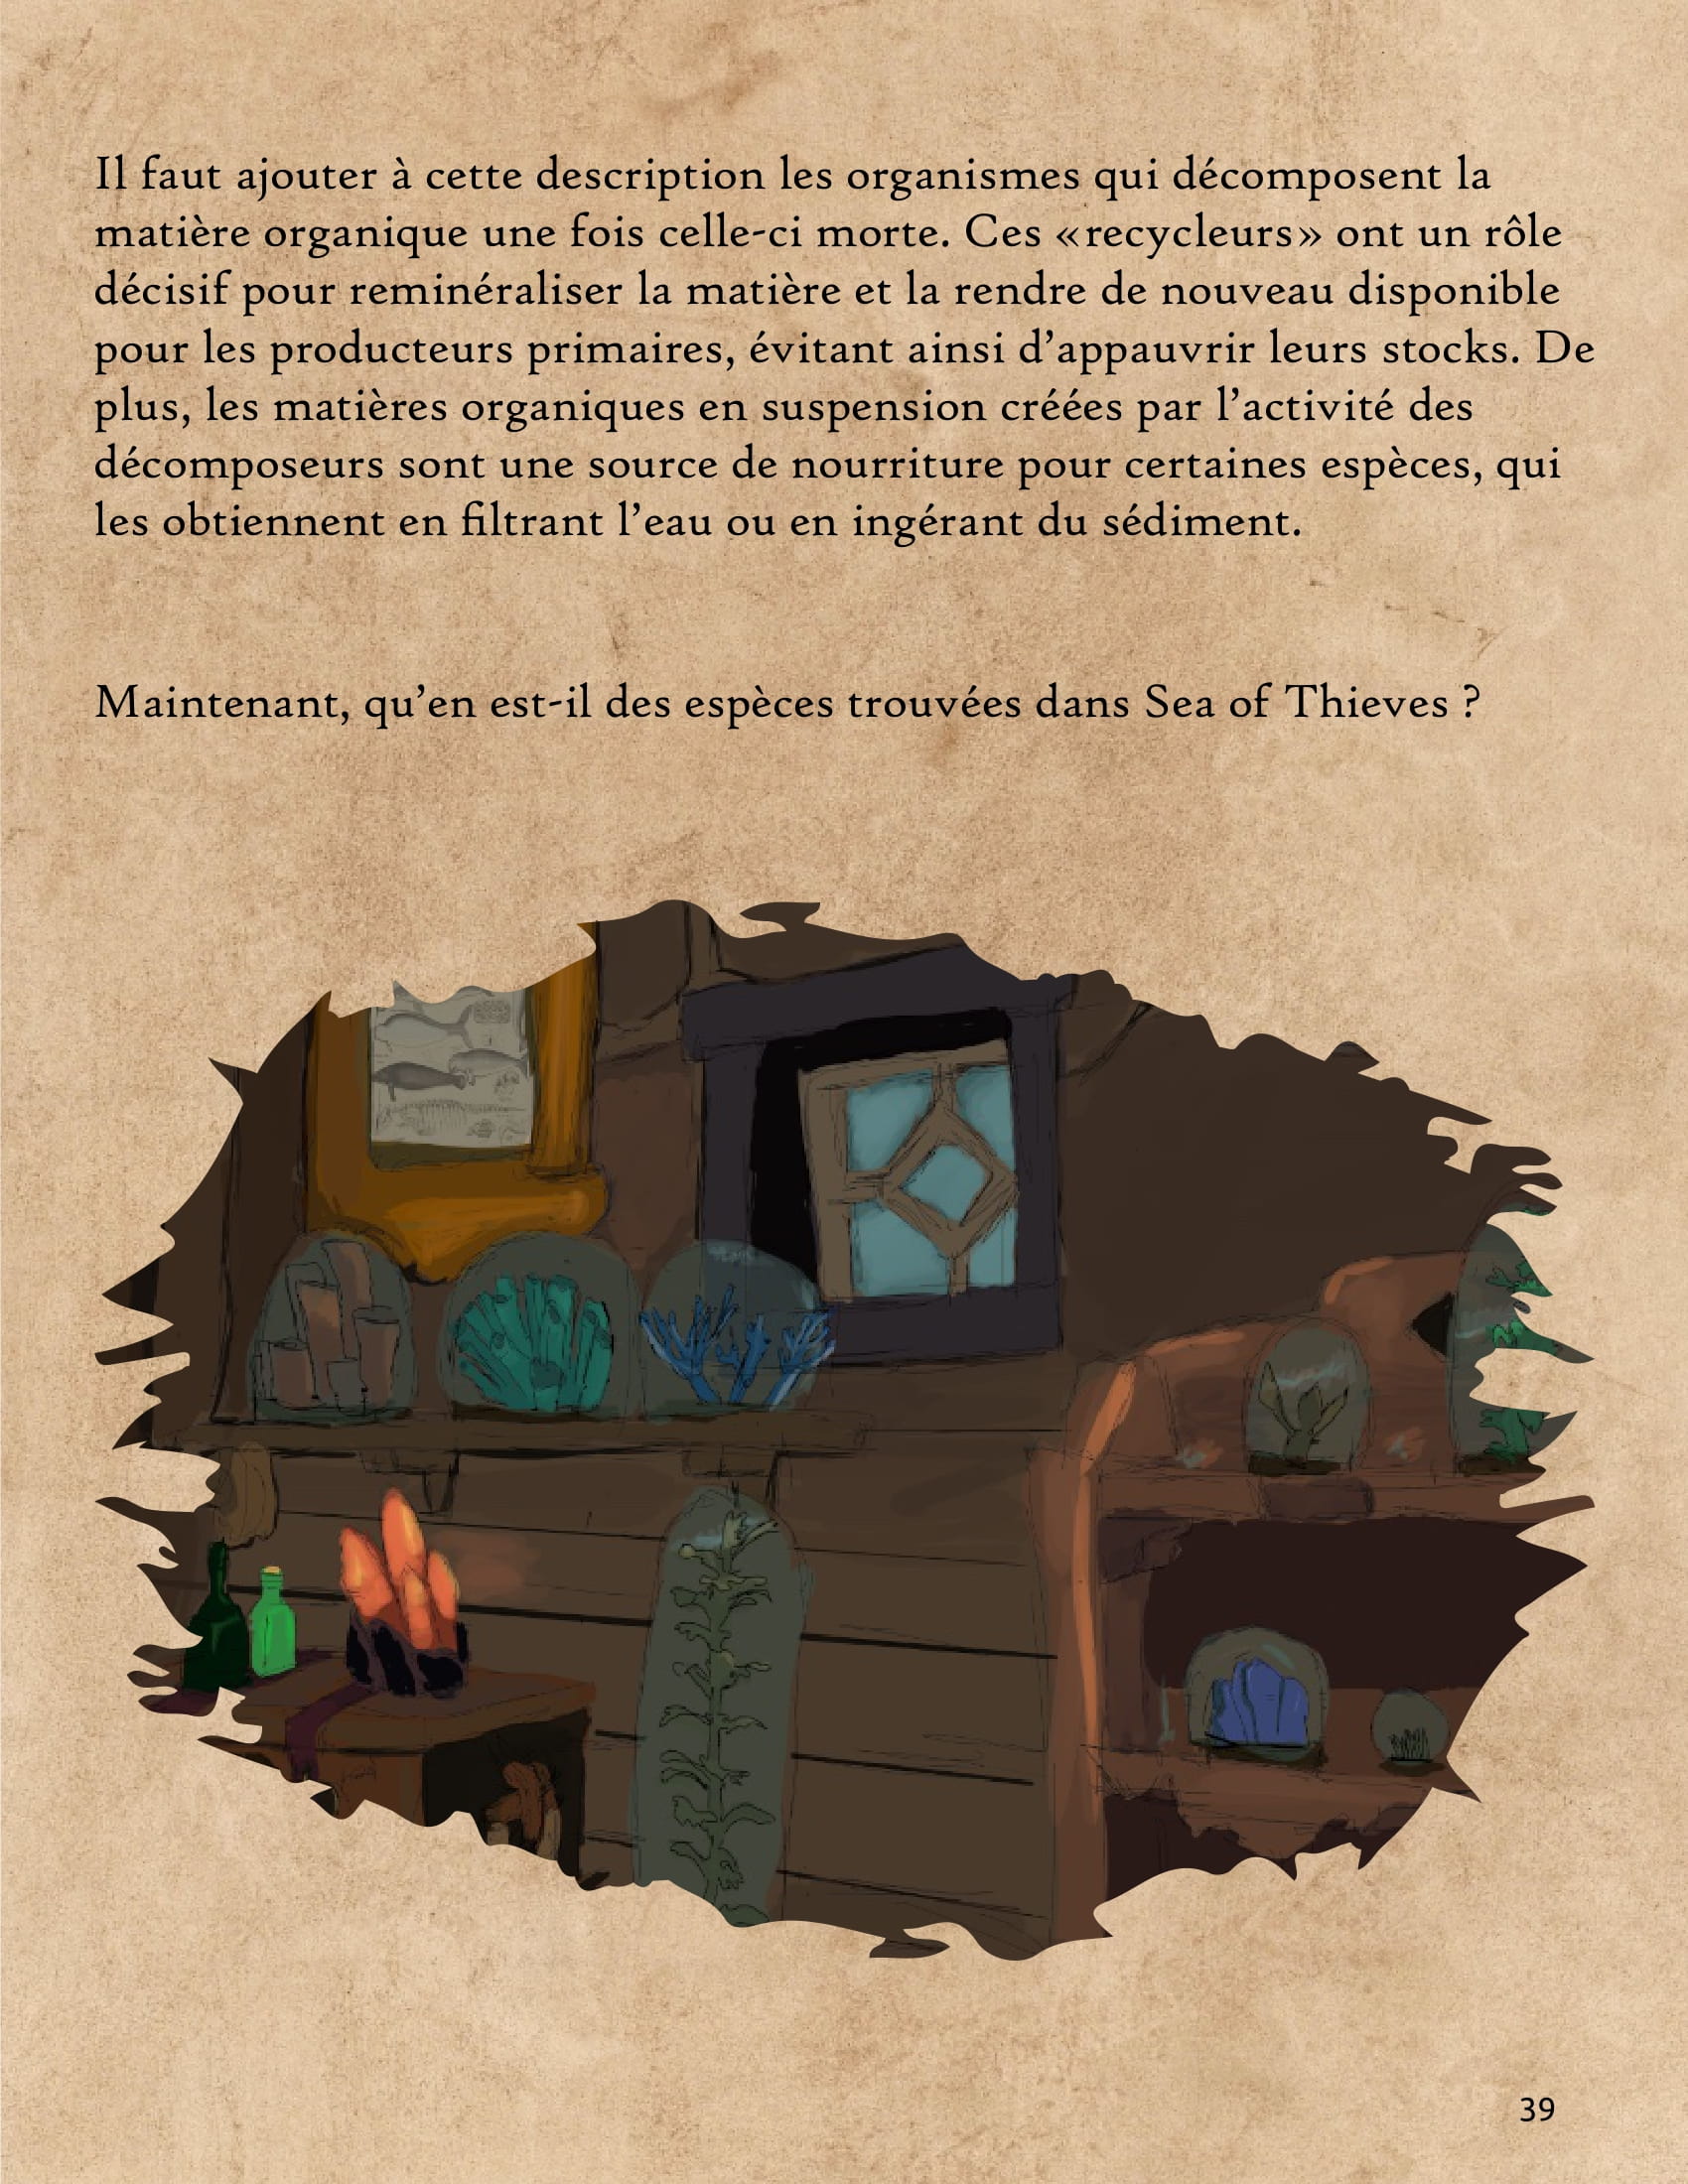 Il faut ajouter à cette description les organismes qui décomposent la
matière organique une fois celle-ci morte. Ces «recycleurs» ont un rôle
décisif pour reminéraliser la matière et la rendre de nouveau disponible
pour les producteurs primaires, évitant ainsi d’appauvrir leurs stocks. De
plus, les matières organiques en suspension créées par l’activité des
décomposeurs sont une source de nourriture pour certaines espèces, qui
les obtiennent en filtrant l’eau ou en ingérant du sédiment.
Maintenant, qu’en est-il des espèces trouvées dans Sea of Thieves ?
39